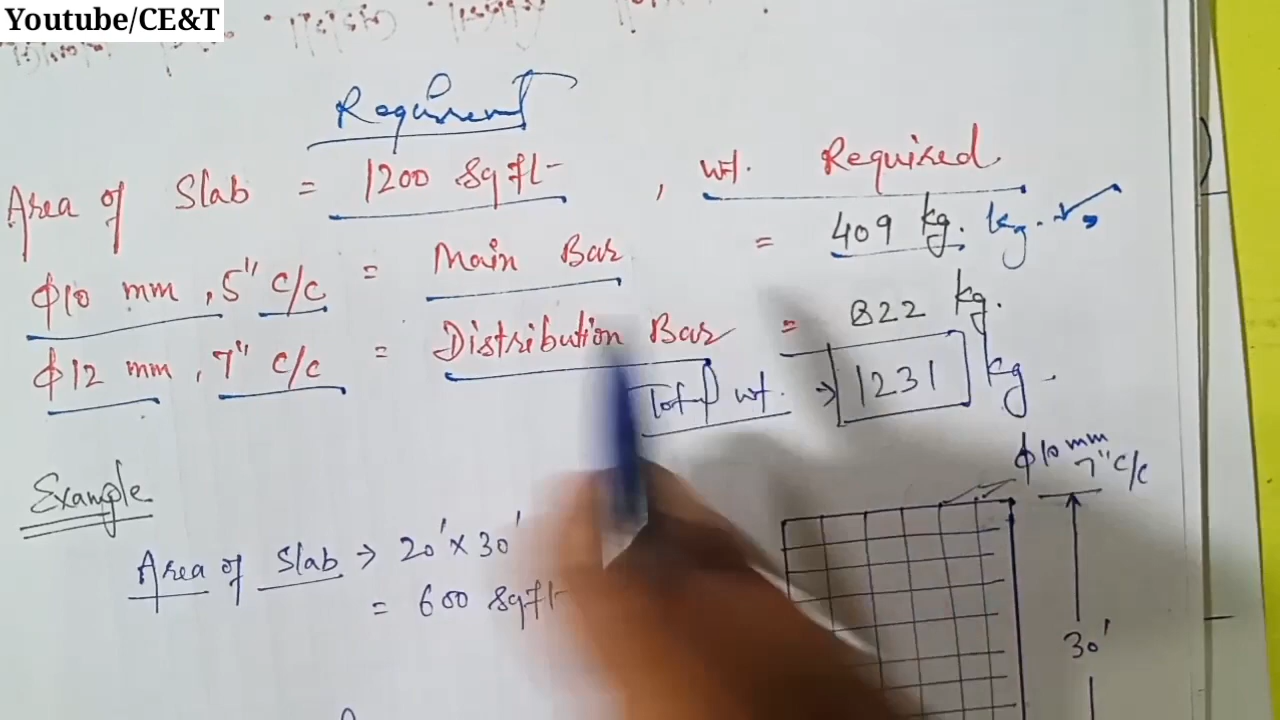 Youtube/CE&T
Requirement
Area of Slab = 1200 Sqft , wt. Required
ϕ10 mm , 5" c/c = Main Bar = 409 kg. kg.
ϕ12 mm , 7" c/c = Distribution Bar = 822 kg.
Total wt. → 1231 kg.
Example
Area of Slab → 20' x 30'
= 600 Sqft
ϕ10 mm
7" c/c
30'